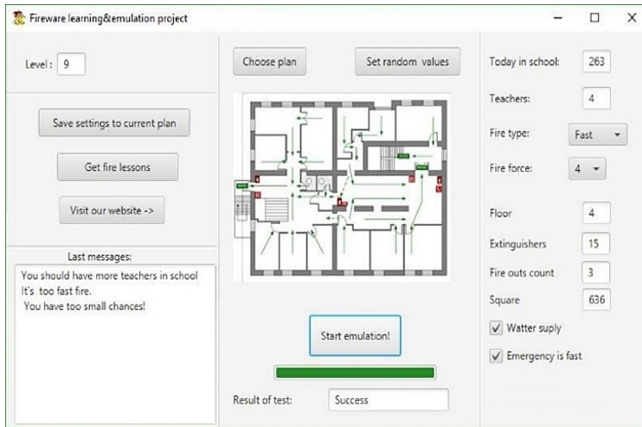 Fireware learning&emulation project
Level : 9
Save settings to current plan
Get fire lessons
Visit our website ->
Last messages:
You should have more teachers in school
It's too fast fire.
You have too small chances!
Choose plan
Set random values
Start emulation!
Result of test: Success
Today in school: 263
Teachers: 4
Fire type: Fast
Fire force: 4
Floor 4
Extinguishers 15
Fire outs count 3
Square 636
Watter suply
Emergency is fast